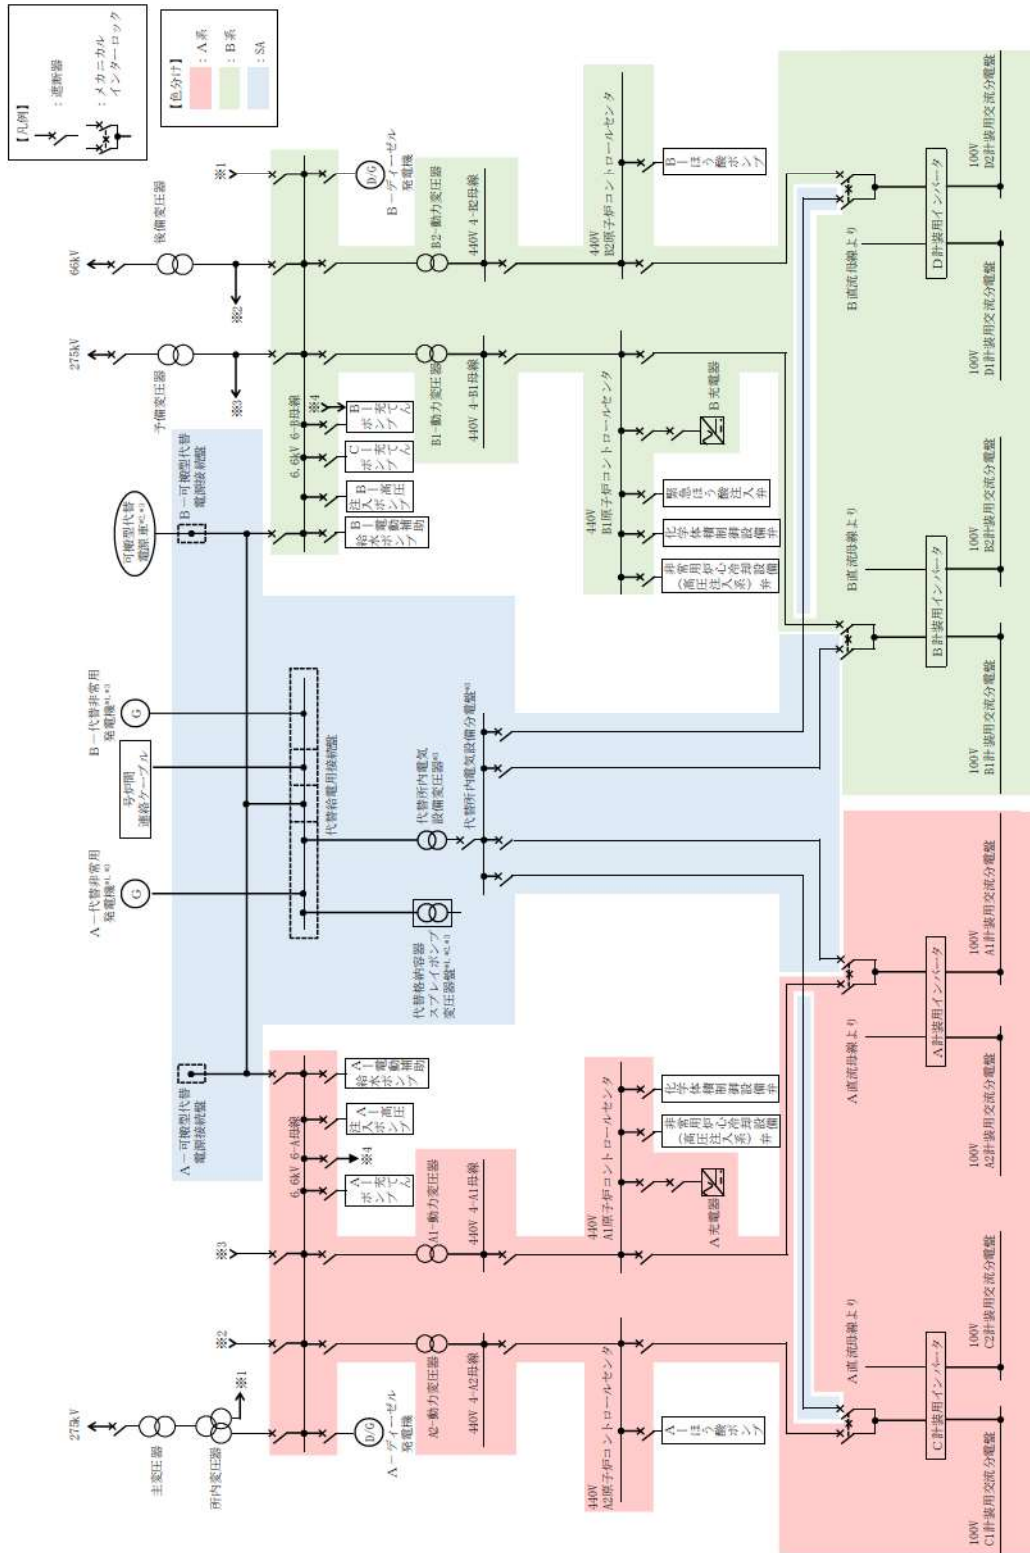 【凡例】
：遮断器
：メカニカル
インターロック
【色分け】
：A系
：B系
：SA
275kV
主変圧器
所内変圧器
※1
※2
※3
A－ディーゼル
発電機
D/G
6.6kV 6-A母線
A－充てん
ポンプ
※4
A－高圧
注入ポンプ
A－電動補助
給水ポンプ
A－可搬型代替
電源接続盤
A2-動力変圧器
440V 4-A2母線
A1-動力変圧器
440V 4-A1母線
440V
A2原子炉コントロールセンタ
A－ほう酸ポンプ
440V
A1原子炉コントロールセンタ
A充電器
非常用炉心冷却設備
(高圧注入系)弁
化学体積制御設備弁
A－代替非常用
発電機*1,*3
G
号炉間
連絡ケーブル
B－代替非常用
発電機*1,*3
G
代替給電用接続盤
代替格納容器
スプレイポンプ
変圧器盤*1,*2,*3
代替所内電気
設備変圧器*3
代替所内電気設備分電盤*3
可搬型代替
電源車*2,*3
B－可搬型代替
電源接続盤
275kV
予備変圧器
※3
66kV
後備変圧器
※2
※1
6.6kV 6-B母線
B－電動補助
給水ポンプ
B－高圧
注入ポンプ
C－充てん
ポンプ
B－充てん
ポンプ
※4
D/G
B－ディーゼル
発電機
B1-動力変圧器
440V 4-B1母線
B2-動力変圧器
440V 4-B2母線
440V
B1原子炉コントロールセンタ
非常用炉心冷却設備
(高圧注入系)弁
化学体積制御設備弁
緊急ほう酸注入弁
B充電器
440V
B2原子炉コントロールセンタ
B－ほう酸ポンプ
A直流母線より
C計装用インバータ
100V
C1計装用交流分電盤
100V
C2計装用交流分電盤
A直流母線より
A計装用インバータ
100V
A2計装用交流分電盤
100V
A1計装用交流分電盤
B直流母線より
B計装用インバータ
100V
B1計装用交流分電盤
100V
B2計装用交流分電盤
B直流母線より
D計装用インバータ
100V
D1計装用交流分電盤
100V
D2計装用交流分電盤